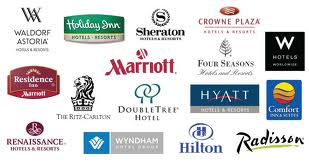 WALDORF
ASTORIA®
HOTELS & RESORTS
Holiday Inn
HOTELS · RESORTS
S
Sheraton
HOTELS & RESORTS
CROWNE PLAZA®
HOTELS & RESORTS
W
HOTELS
WORLDWIDE
Residence
Inn
Marriott
THE RITZ-CARLTON
Marriott
FOUR SEASONS
Hotels and Resorts
DOUBLETREE®
HOTEL
HYATT
HOTELS & RESORTS
Comfort
INN & SUITES
R
RENAISSANCE®
HOTELS & RESORTS
W
WYNDHAM
HOTEL GROUP
H
Hilton
Radisson